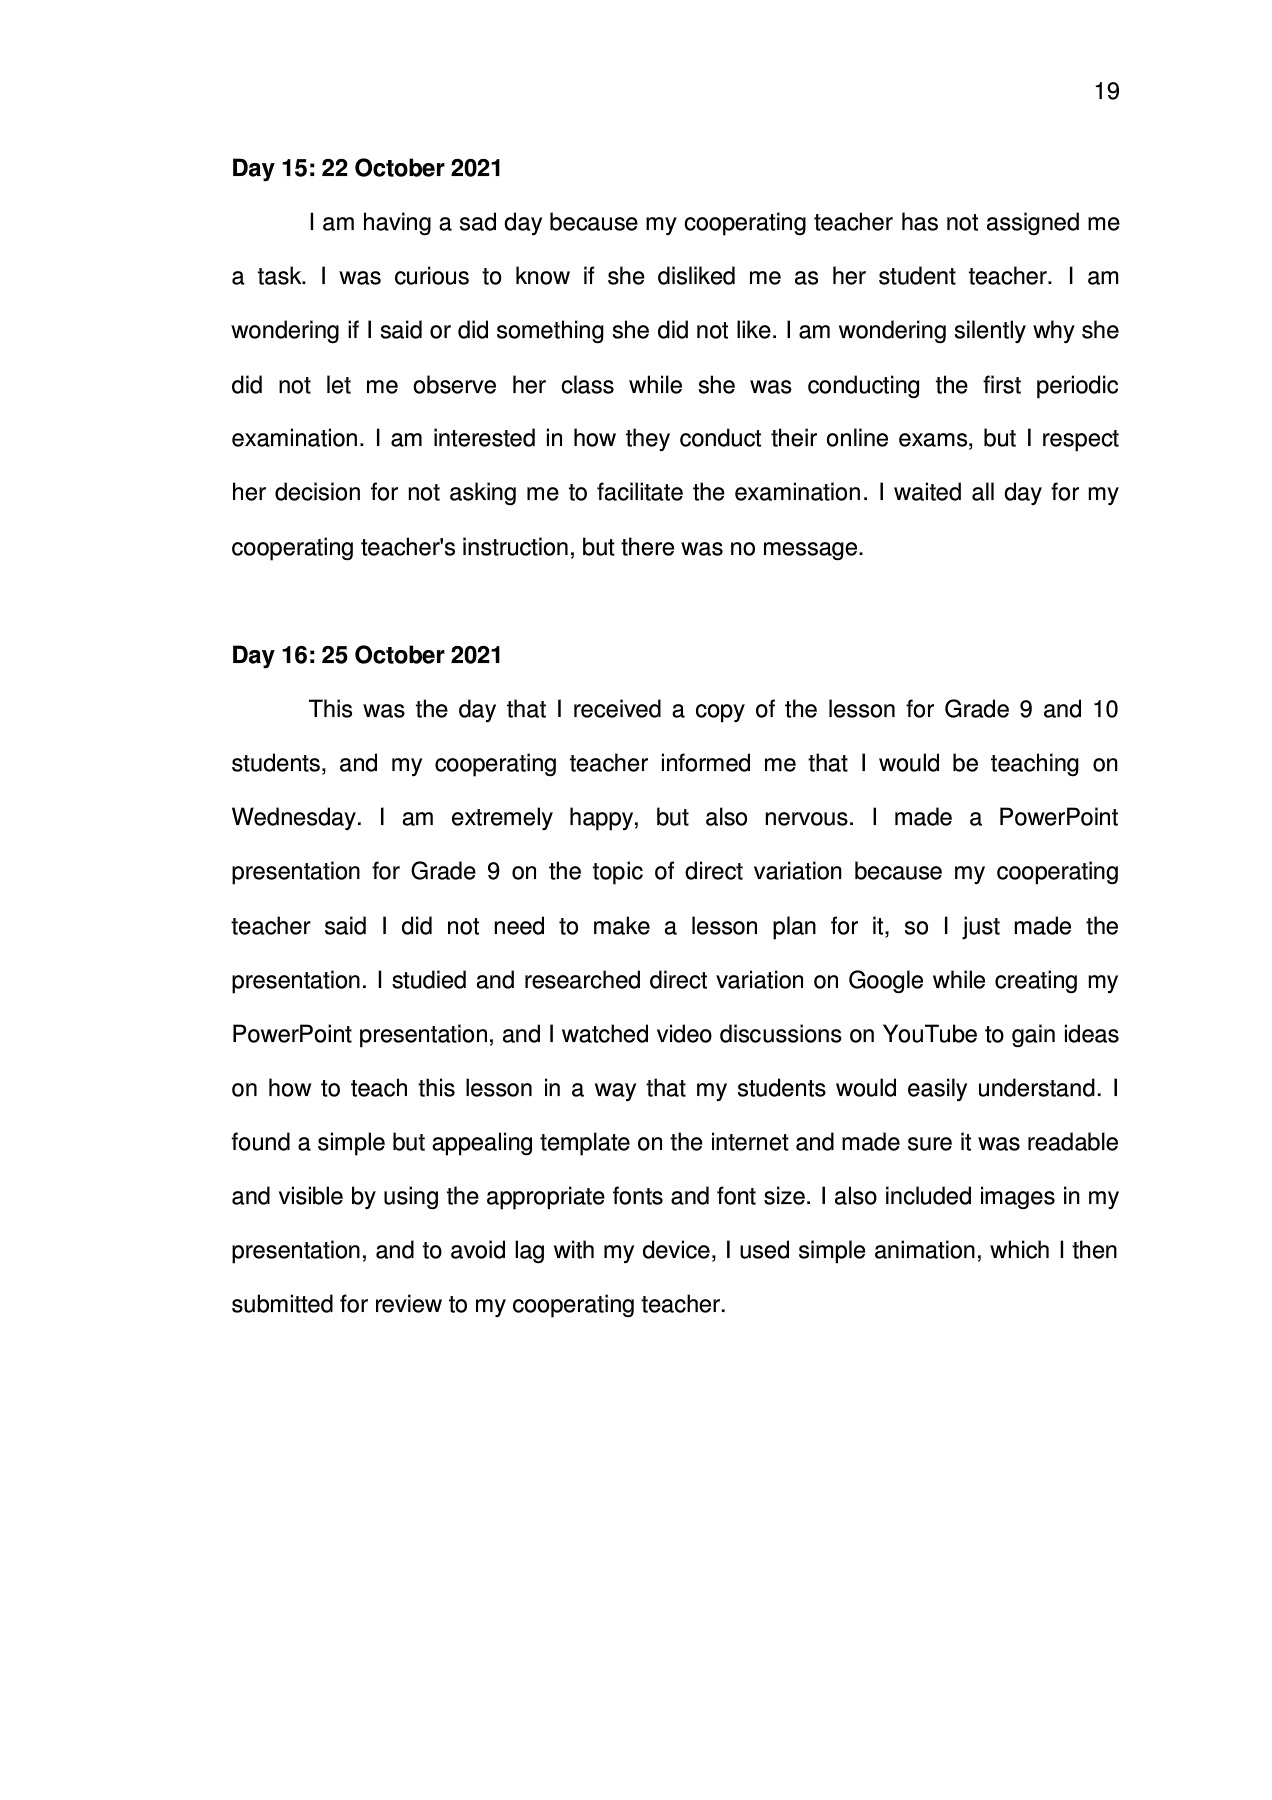 19
Day 15: 22 October 2021
I am having a sad day because my cooperating teacher has not assigned me
a task. I was curious to know if she disliked me as her student teacher. I am
wondering if I said or did something she did not like. I am wondering silently why she
did not let me observe her class while she was conducting the first periodic
examination. I am interested in how they conduct their online exams, but I respect
her decision for not asking me to facilitate the examination. I waited all day for my
cooperating teacher's instruction, but there was no message.
Day 16: 25 October 2021
This was the day that I received a copy of the lesson for Grade 9 and 10
students, and my cooperating teacher informed me that I would be teaching on
Wednesday. I am extremely happy, but also nervous. I made a PowerPoint
presentation for Grade 9 on the topic of direct variation because my cooperating
teacher said I did not need to make a lesson plan for it, so I just made the
presentation. I studied and researched direct variation on Google while creating my
PowerPoint presentation, and I watched video discussions on YouTube to gain ideas
on how to teach this lesson in a way that my students would easily understand. I
found a simple but appealing template on the internet and made sure it was readable
and visible by using the appropriate fonts and font size. I also included images in my
presentation, and to avoid lag with my device, I used simple animation, which I then
submitted for review to my cooperating teacher.